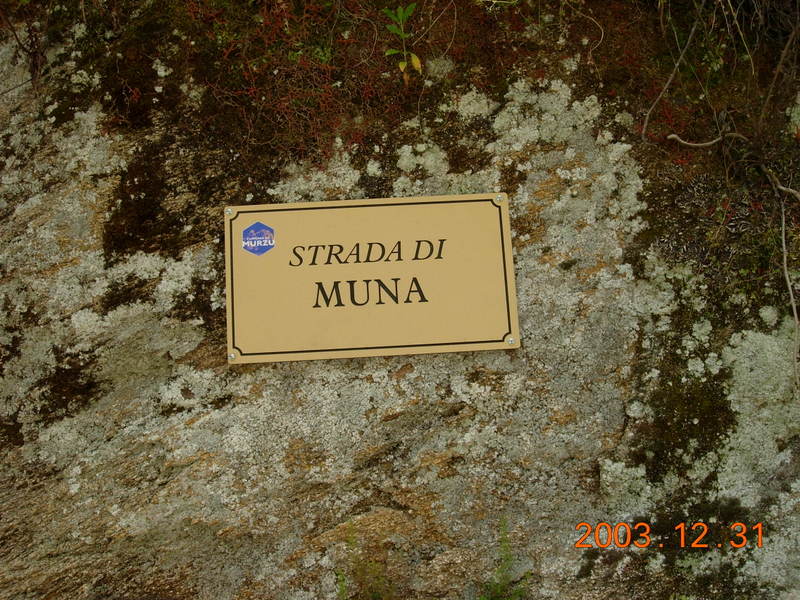 MURZU
STRADA DI
MUNA
2003.12.31